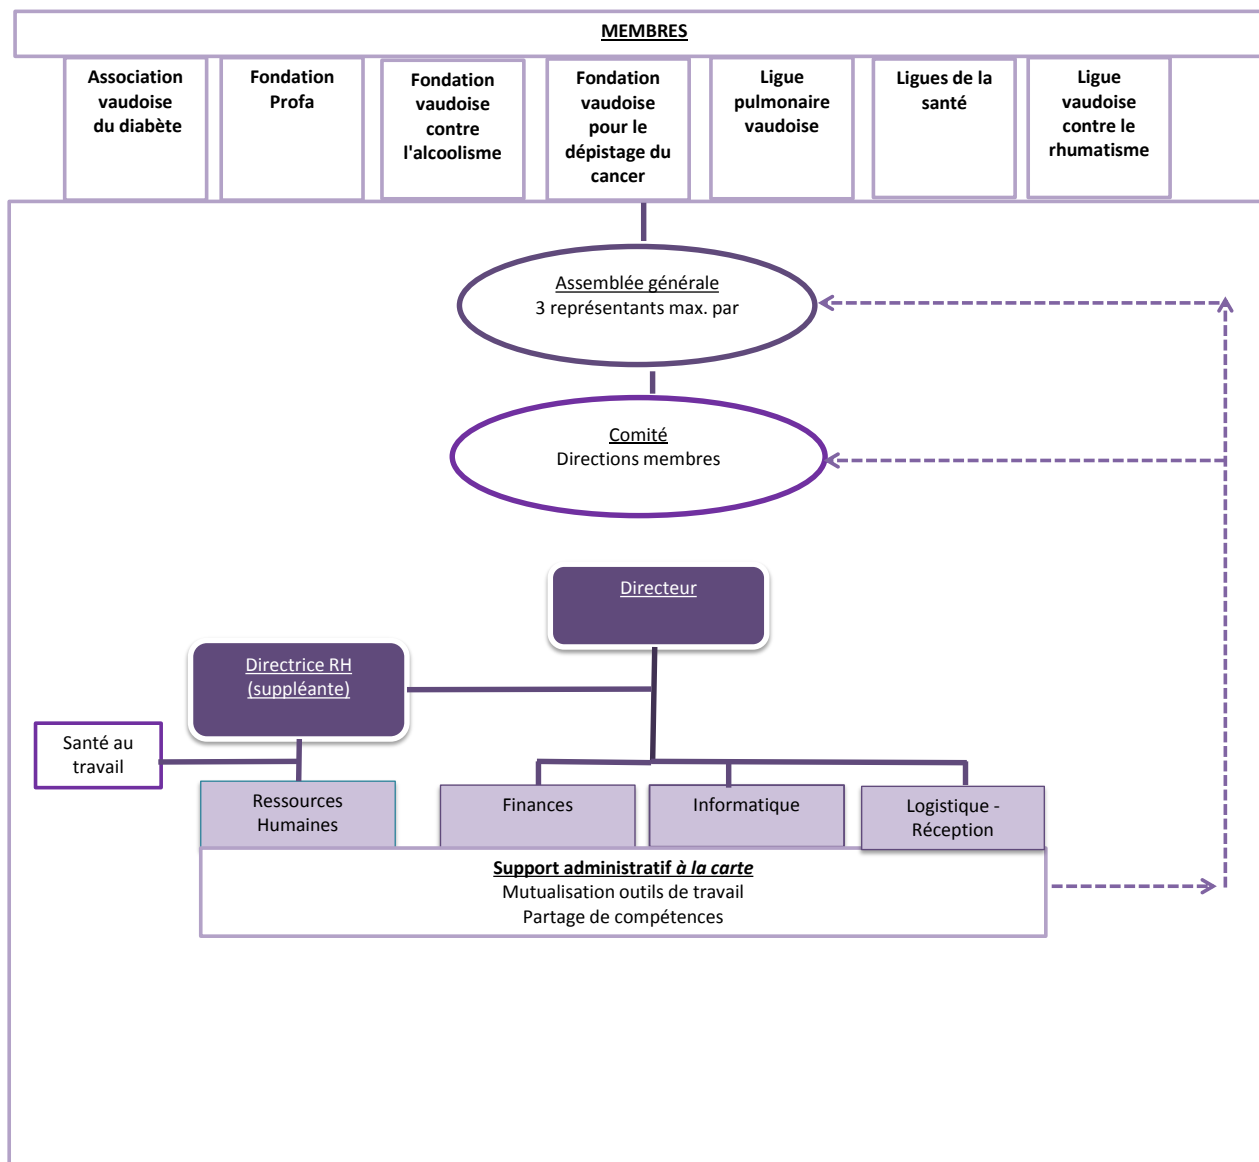 MEMBRES
Association
vaudoise
du diabète
Fondation
Profa
Fondation
vaudoise
contre
l'alcoolisme
Fondation
vaudoise
pour le
dépistage du
cancer
Ligue
pulmonaire
vaudoise
Ligues de la
santé
Ligue
vaudoise
contre le
rhumatisme
Assemblée générale
3 représentants max. par
Comité
Directions membres
Directeur
Directrice RH
(suppléante)
Santé au
travail
Ressources
Humaines
Finances
Informatique
Logistique -
Réception
Support administratif à la carte
Mutualisation outils de travail
Partage de compétences